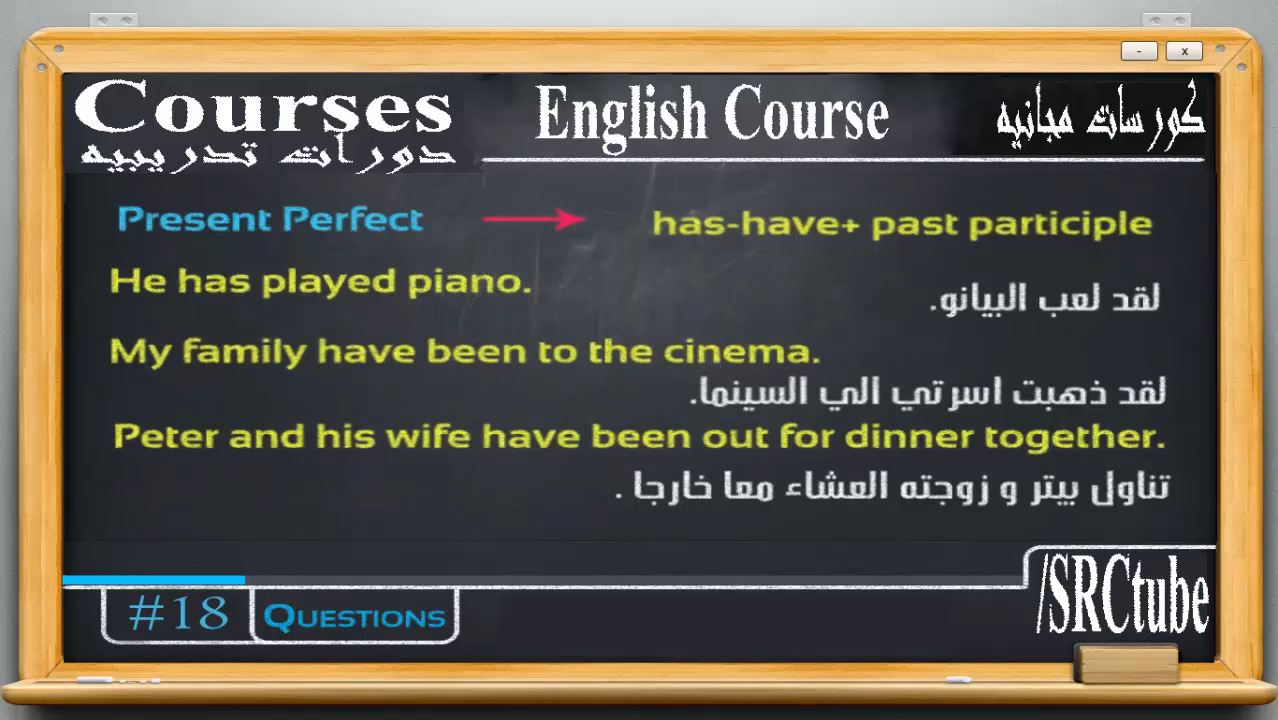 Courses
دورات تدريبيه
English Course
كورسات مجانيه
- x
Present Perfect
has-have+ past participle
He has played piano.
لقد لعب البيانو.
My family have been to the cinema.
لقد ذهبت اسرتي الي السينما.
Peter and his wife have been out for dinner together.
تناول بيتر و زوجته العشاء معا خارجا .
#18
Questions
/SRCtube